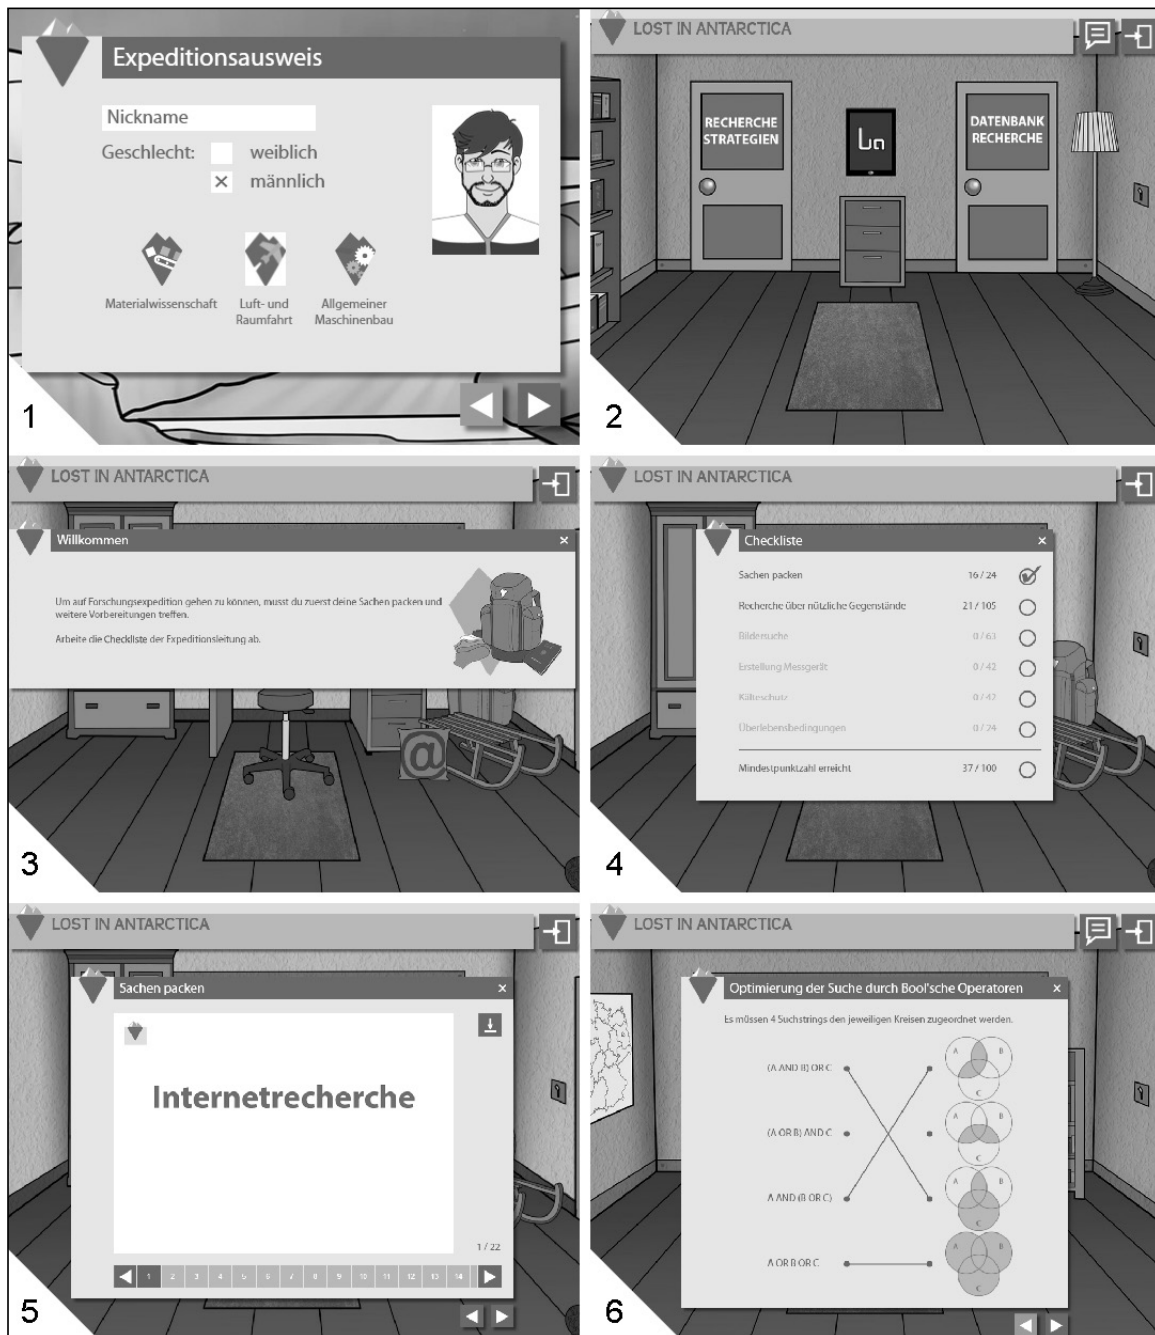 Expeditionsausweis
Nickname
Geschlecht:
weiblich
männlich
Materialwissenschaft
Luft- und
Raumfahrt
Allgemeiner
Maschinenbau
1
LOST IN ANTARCTICA
RECHERCHE
STRATEGIEN
Ln
DATENBANK
RECHERCHE
2
LOST IN ANTARCTICA
Willkommen
Um auf Forschungsexpedition gehen zu können, musst du zuerst deine Sachen packen und
weitere Vorbereitungen treffen.
Arbeite die Checkliste der Expeditionsleitung ab.
@
3
LOST IN ANTARCTICA
Checkliste
Sachen packen 16 / 24
Recherche über nützliche Gegenstände 21 / 105
Bildersuche 0 / 63
Erstellung Messgerät 0 / 42
Kälteschutz 0 / 42
Überlebensbedingungen 0 / 24
Mindestpunktzahl erreicht 37 / 100
4
LOST IN ANTARCTICA
Sachen packen
Internetrecherche
1 / 22
1 2 3 4 5 6 7 8 9 10 11 12 13 14
5
LOST IN ANTARCTICA
Optimierung der Suche durch Bool'sche Operatoren
Es müssen 4 Suchstrings den jeweiligen Kreisen zugeordnet werden.
(A AND B) OR C
A B
C
(A OR B) AND C
A B
C
A AND (B OR C)
A B
C
A OR B OR C
A B
C
6